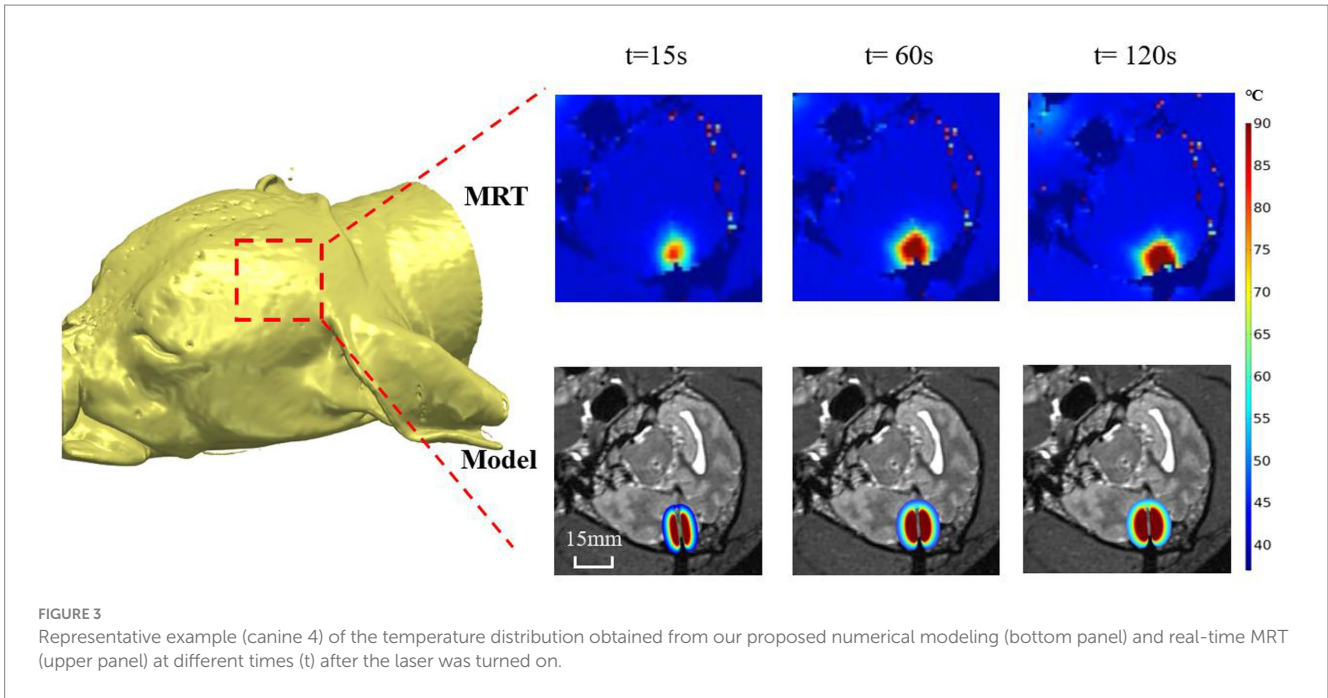 t=15s
t= 60s
t= 120s
°C
MRT
90
85
80
75
70
65
60
55
50
45
40
Model
15mm
FIGURE 3
Representative example (canine 4) of the temperature distribution obtained from our proposed numerical modeling (bottom panel) and real-time MRT
(upper panel) at different times (t) after the laser was turned on.